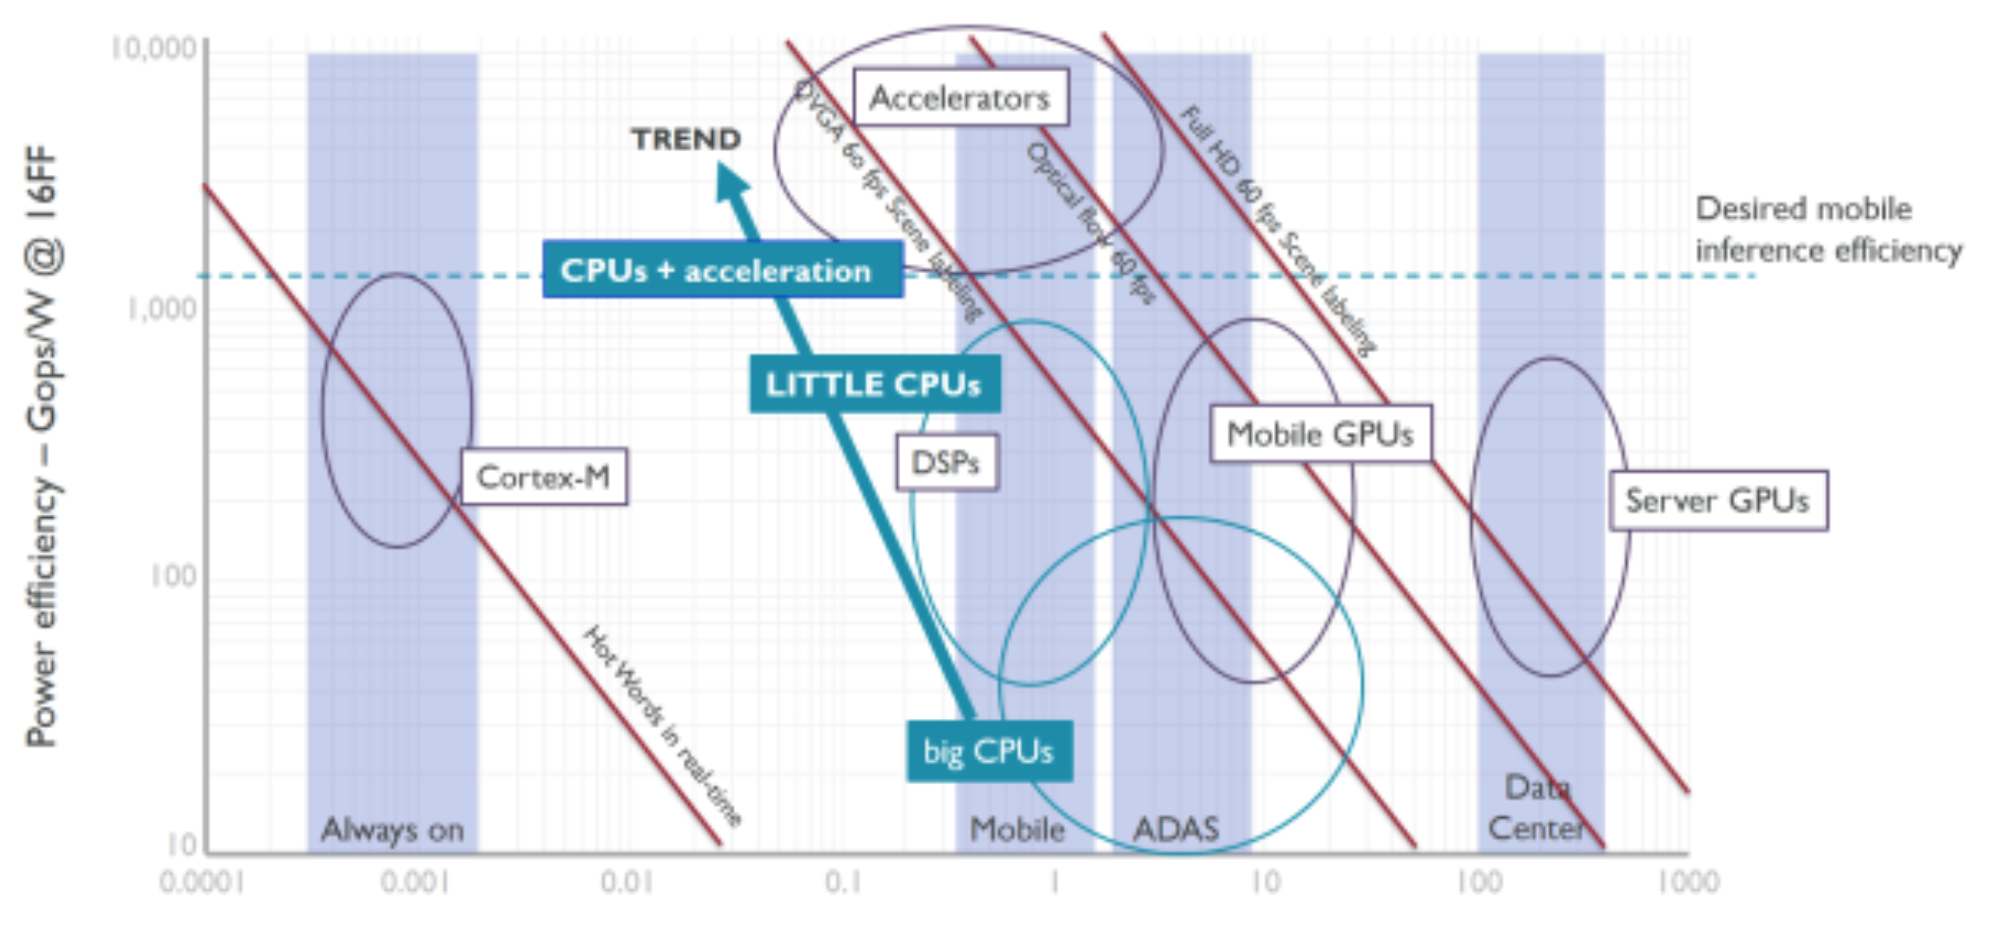 10,000
Accelerators
TREND
QVGA 60 fps Scene labeling
Optical flow 60 fps
Full HD 60 fps Scene labeling
Desired mobile
inference efficiency
CPUs + acceleration
1,000
LITTLE CPUs
Mobile GPUs
DSPs
Cortex-M
Server GPUs
Power efficiency – Gops/W @ 16FF
100
Hot Words in real-time
big CPUs
Data
Center
Always on
Mobile
ADAS
10
0.0001
0.001
0.01
0.1
1
10
100
1000